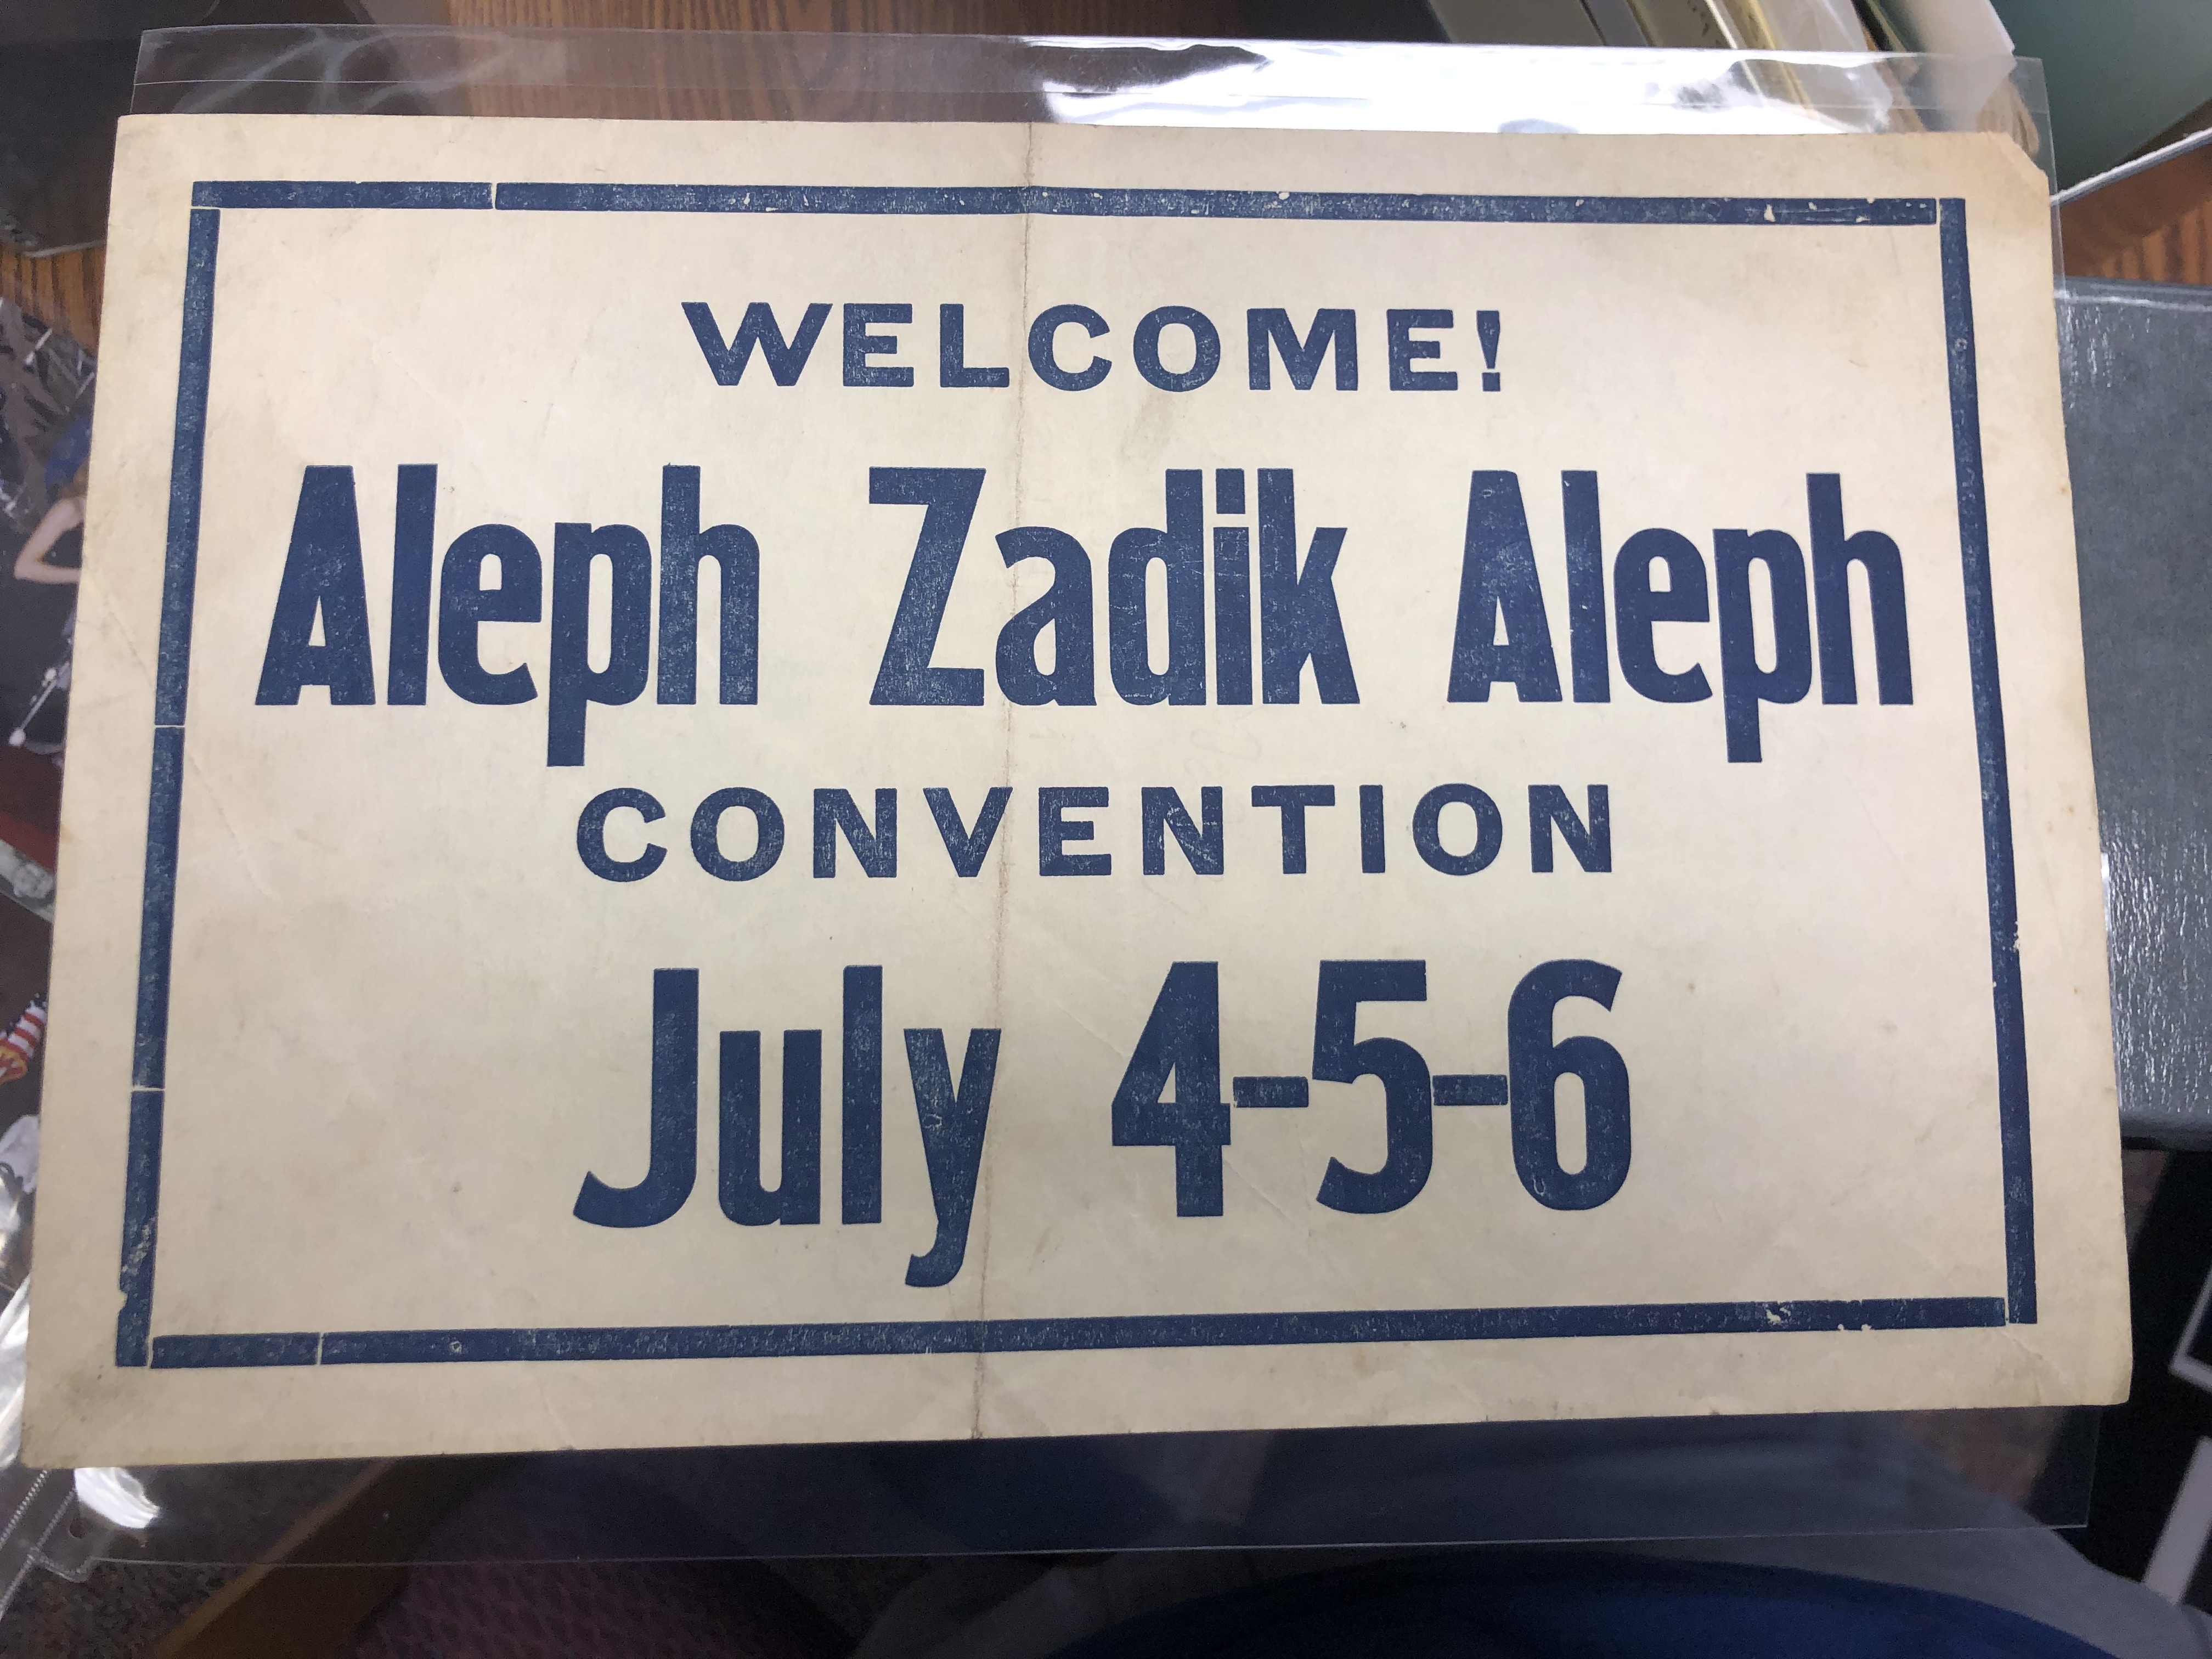 WELCOME!
Aleph Zadik Aleph
CONVENTION
July 4-5-6